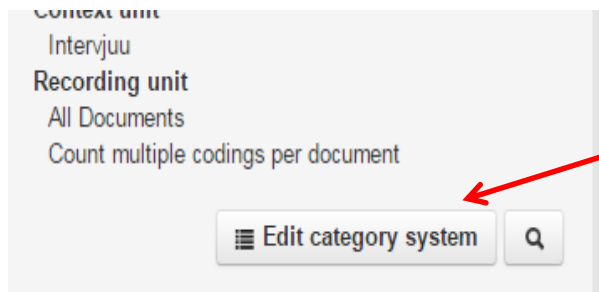 Context unit
Intervjuu
Recording unit
All Documents
Count multiple codings per document
Edit category system